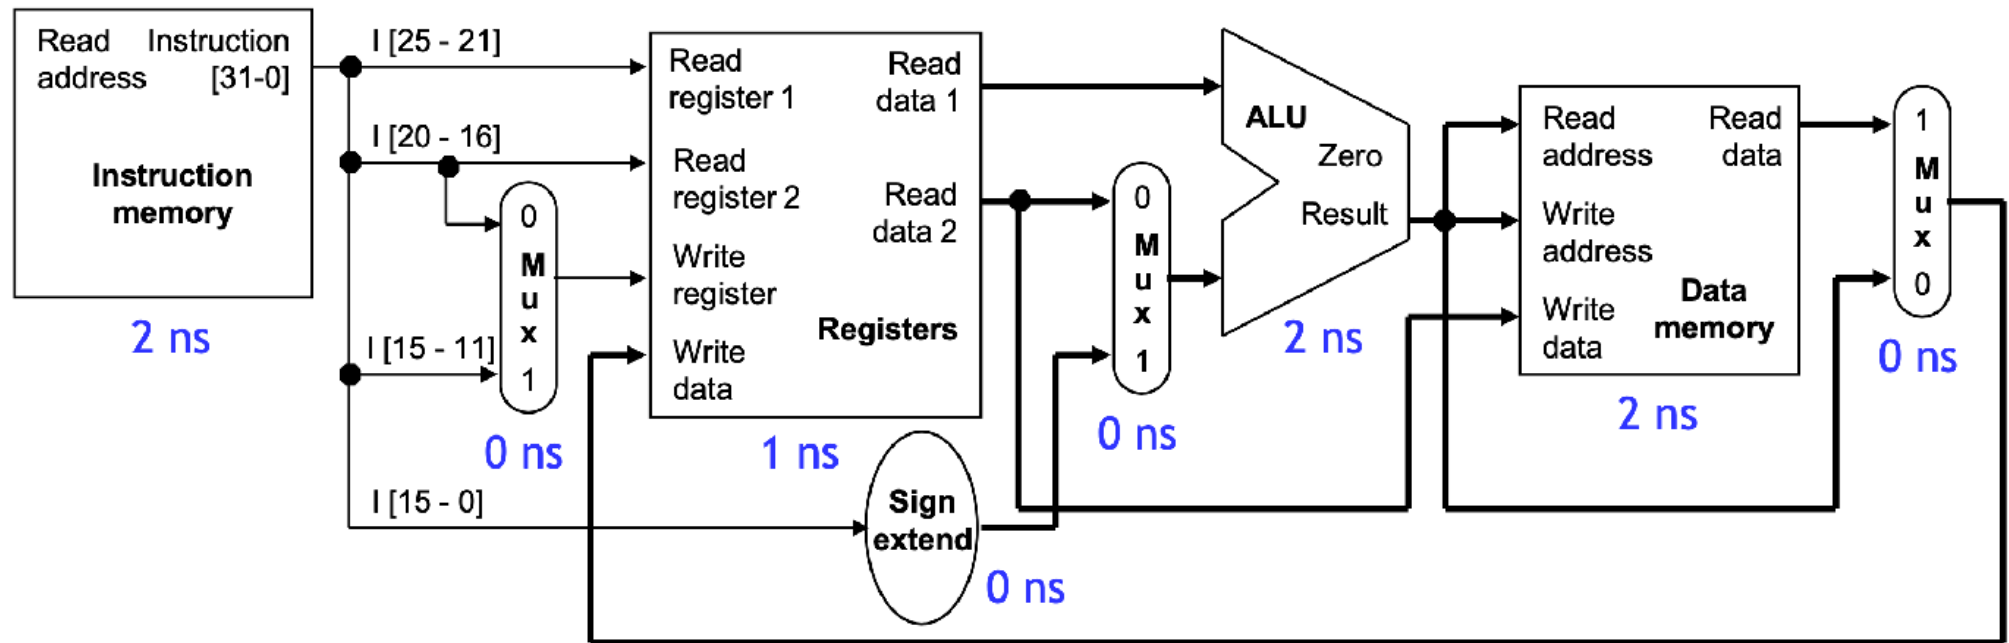 Read address
Instruction [31-0]
Instruction memory
2 ns
I [25 - 21]
I [20 - 16]
I [15 - 11]
I [15 - 0]
0
Mux
1
0 ns
Read register 1
Read data 1
Read register 2
Read data 2
Write register
Registers
Write data
1 ns
Sign extend
0 ns
0
Mux
1
0 ns
ALU
Zero
Result
2 ns
Read address
Read data
Write address
Data memory
Write data
2 ns
1
Mux
0
0 ns